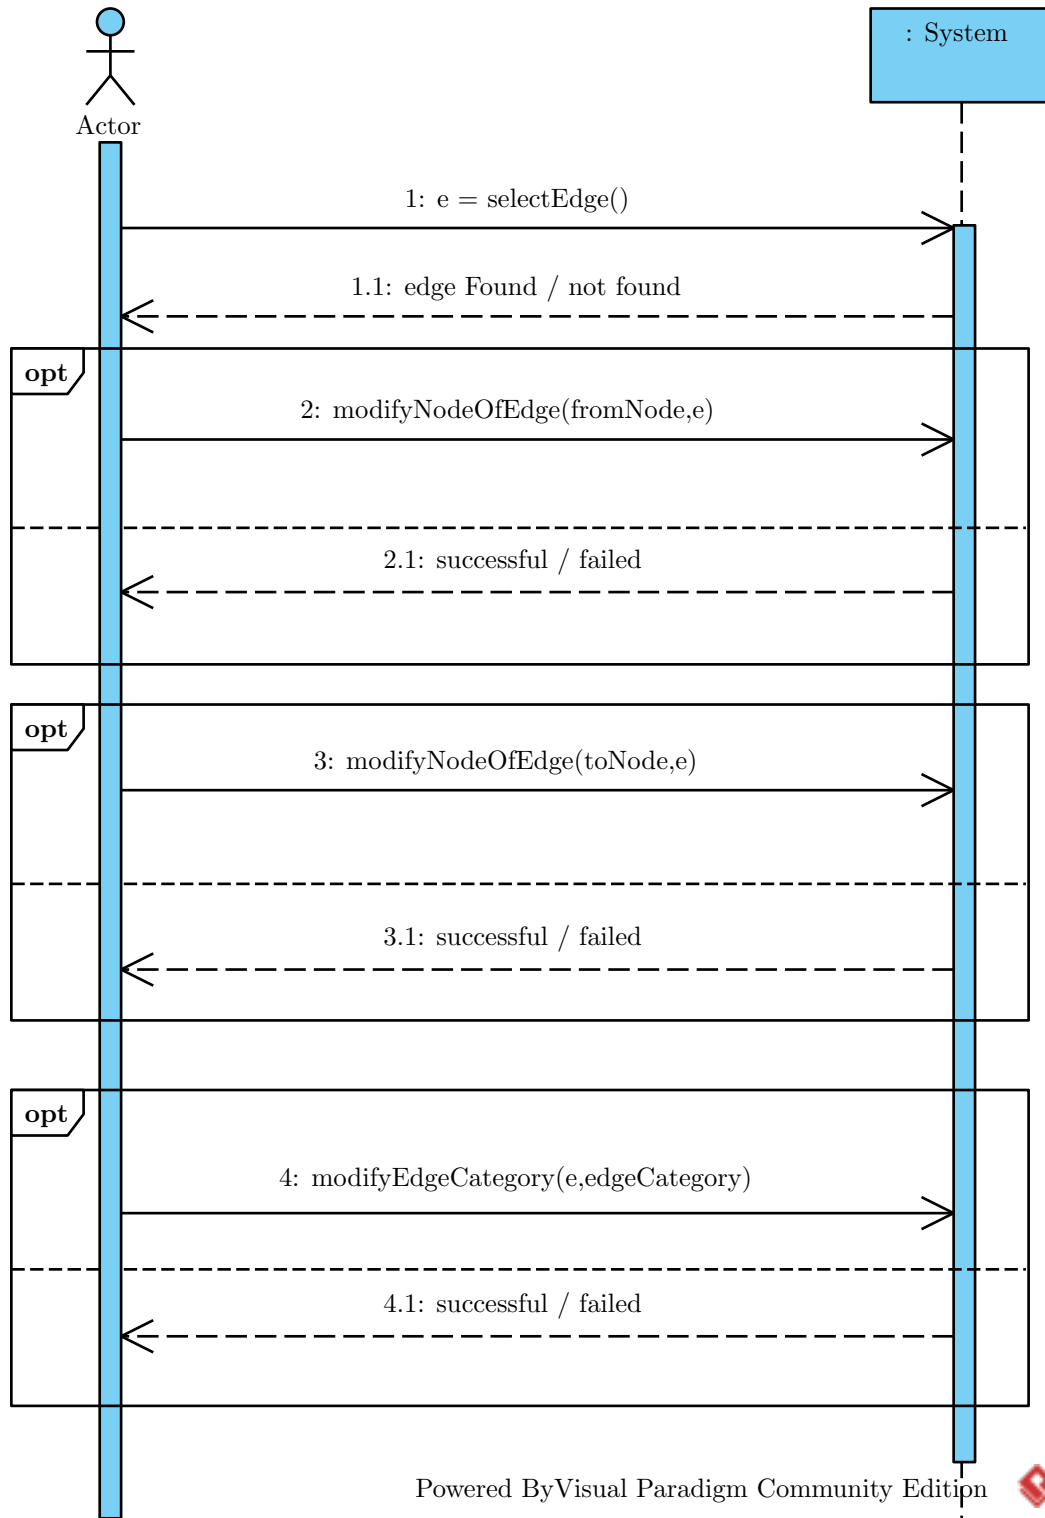 : System
Actor
1: e = selectEdge()
1.1: edge Found / not found
opt
2: modifyNodeOfEdge(fromNode,e)
2.1: successful / failed
opt
3: modifyNodeOfEdge(toNode,e)
3.1: successful / failed
opt
4: modifyEdgeCategory(e,edgeCategory)
4.1: successful / failed
Powered ByVisual Paradigm Community Edition